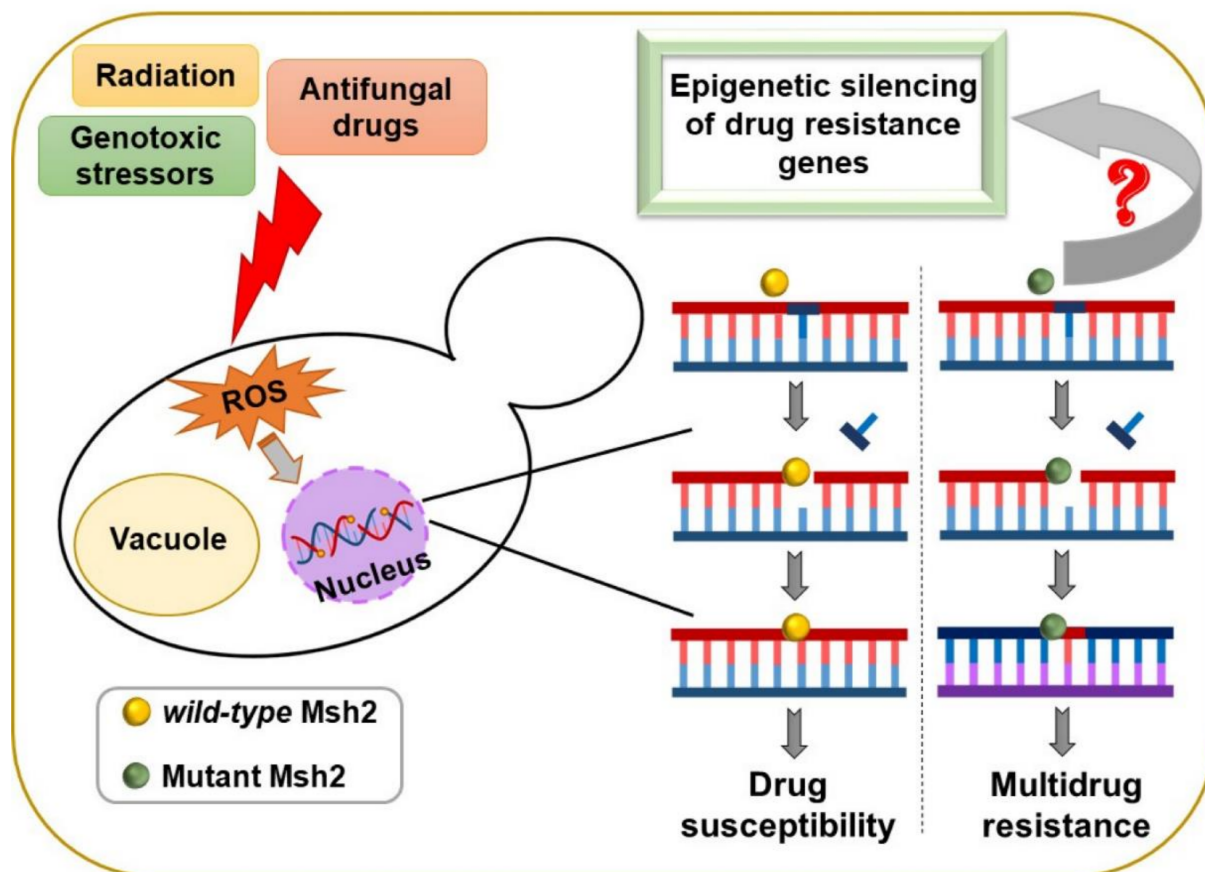 Radiation
Antifungal
drugs
Genotoxic
stressors
Epigenetic silencing
of drug resistance
genes
?
ROS
Vacuole
Nucleus
wild-type Msh2
Mutant Msh2
Drug
susceptibility
Multidrug
resistance